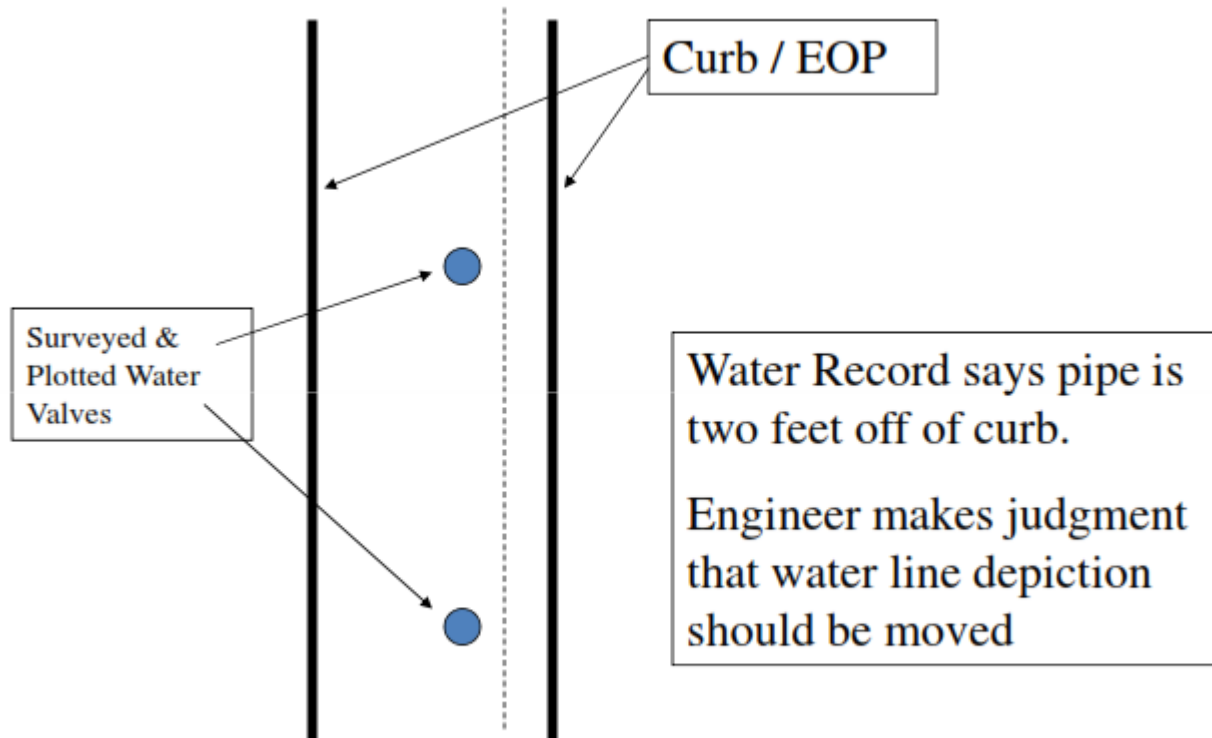 Curb / EOP
Surveyed &
Plotted Water
Valves
Water Record says pipe is
two feet off of curb.
Engineer makes judgment
that water line depiction
should be moved